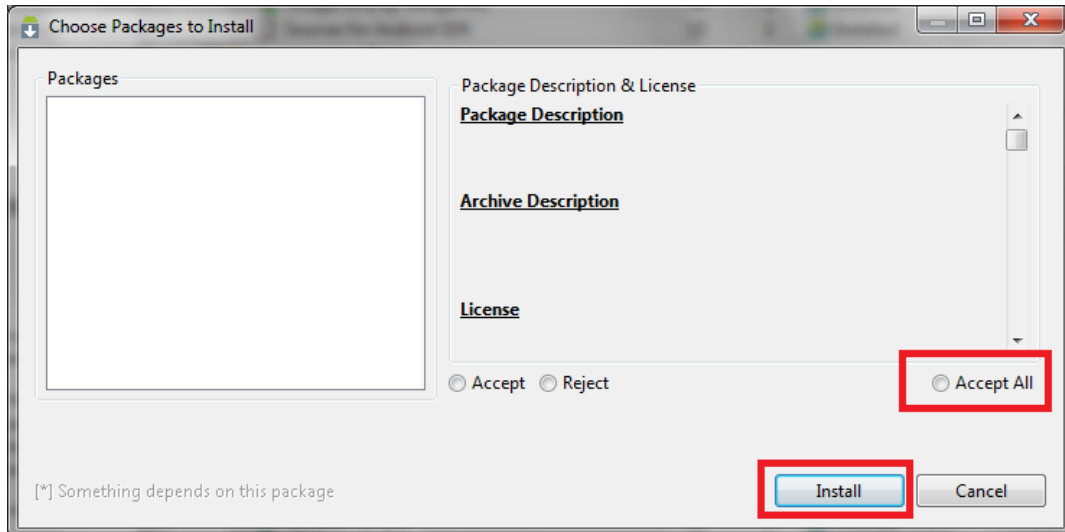 Choose Packages to Install
Packages
Package Description & License
Package Description
Archive Description
License
Accept
Reject
Accept All
[*] Something depends on this package
Install
Cancel